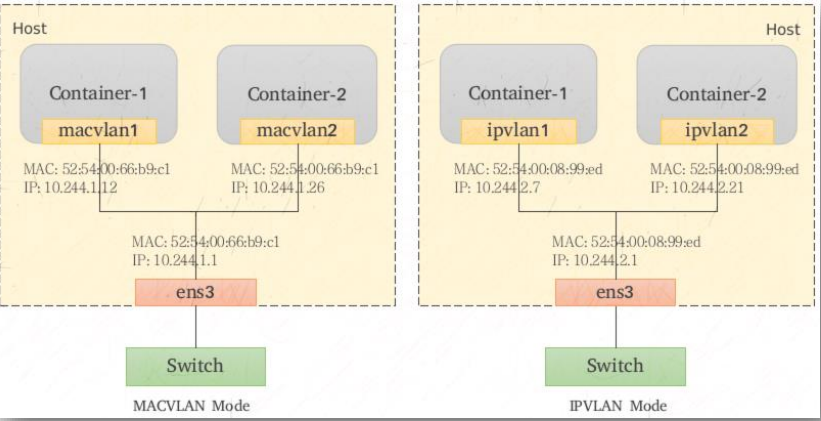 Host
Container-1
Container-2
macvlan1
macvlan2
MAC: 52:54:00:66:b9:c1
IP: 10.244.1.12
MAC: 52:54:00:66:b9:c1
IP: 10.244.1.26
MAC: 52:54:00:66:b9:c1
IP: 10.244.1.1
ens3
Switch
MACVLAN Mode
Host
Container-1
Container-2
ipvlan1
ipvlan2
MAC: 52:54:00:08:99:ed
IP: 10.244.2.7
MAC: 52:54:00:08:99:ed
IP: 10.244.2.21
MAC: 52:54:00:08:99:ed
IP: 10.244.2.1
ens3
Switch
IPVLAN Mode